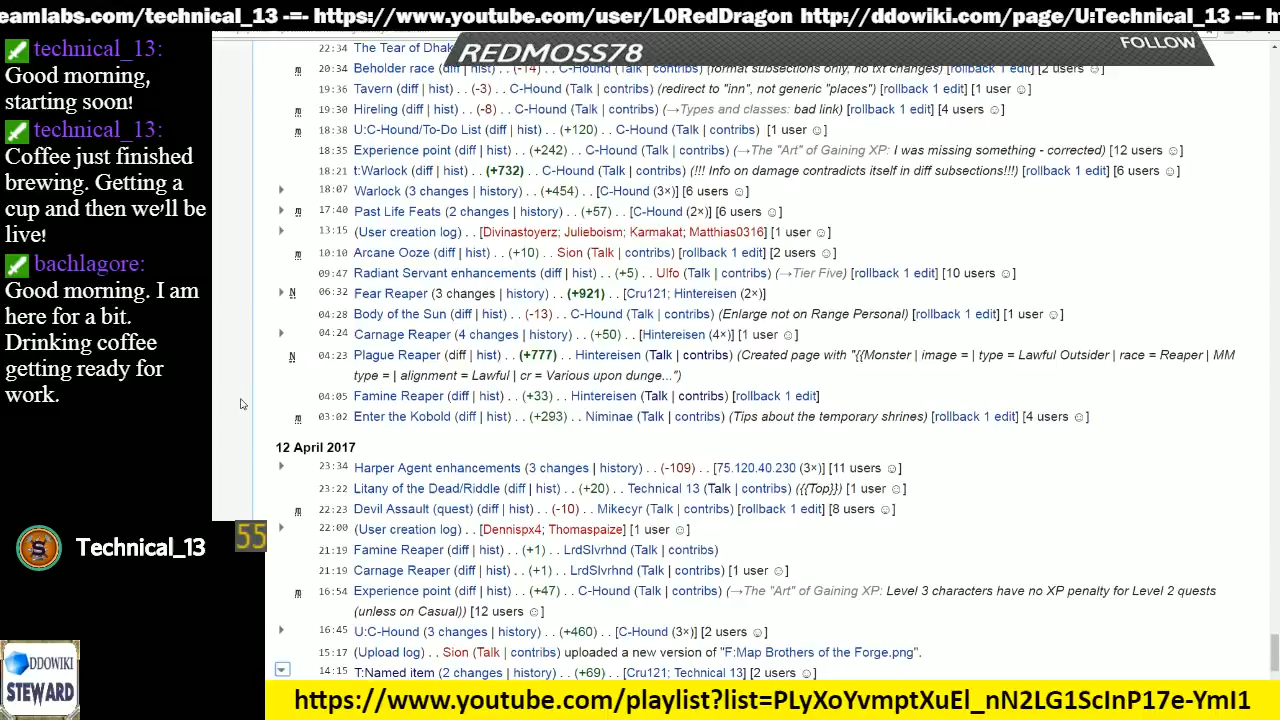 eamlabs.com/technical_13 -=- https://www.youtube.com/user/L0RedDragon http://ddowiki.com/page/U:Technical_13 -=- h
technical_13:
Good morning,
starting soon!
technical_13:
Coffee just finished
brewing. Getting a
cup and then we'll be
live!
bachlagore:
Good morning. I am
here for a bit.
Drinking coffee
getting ready for
work.
Technical_13
55
DDOWIKI
STEWARD
REDMOSS78
FOLLOW
22:34 The Tear of Dhak
m 20:34 Beholder race (diff | hist) . . (-14) . . C-Hound (Talk | contribs) (format subsections only, no txt changes) [rollback 1 edit] [2 users ☺]
19:36 Tavern (diff | hist) . . (-3) . . C-Hound (Talk | contribs) (redirect to "inn", not generic "places") [rollback 1 edit] [1 user ☺]
m 19:30 Hireling (diff | hist) . . (-8) . . C-Hound (Talk | contribs) (→Types and classes: bad link) [rollback 1 edit] [4 users ☺]
m 18:38 U:C-Hound/To-Do List (diff | hist) . . (+120) . . C-Hound (Talk | contribs) [1 user ☺]
18:35 Experience point (diff | hist) . . (+242) . . C-Hound (Talk | contribs) (→The "Art" of Gaining XP: I was missing something - corrected) [12 users ☺]
18:21 t:Warlock (diff | hist) . . (+732) . . C-Hound (Talk | contribs) (!!! Info on damage contradicts itself in diff subsections!!!) [rollback 1 edit] [6 users ☺]
18:07 Warlock (3 changes | history) . . (+454) . . [C-Hound (3×)] [6 users ☺]
m 17:40 Past Life Feats (2 changes | history) . . (+57) . . [C-Hound (2×)] [6 users ☺]
13:15 (User creation log) . . [Divinastoyerz; Julieboism; Karmakat; Matthias0316] [1 user ☺]
m 10:10 Arcane Ooze (diff | hist) . . (+10) . . Sion (Talk | contribs) [rollback 1 edit] [2 users ☺]
09:47 Radiant Servant enhancements (diff | hist) . . (+5) . . Ulfo (Talk | contribs) (→Tier Five) [rollback 1 edit] [10 users ☺]
N 06:32 Fear Reaper (3 changes | history) . . (+921) . . [Cru121; Hintereisen (2×)]
04:28 Body of the Sun (diff | hist) . . (-13) . . C-Hound (Talk | contribs) (Enlarge not on Range Personal) [rollback 1 edit] [1 user ☺]
04:24 Carnage Reaper (4 changes | history) . . (+50) . . [Hintereisen (4×)] [1 user ☺]
N 04:23 Plague Reaper (diff | hist) . . (+777) . . Hintereisen (Talk | contribs) (Created page with "{{Monster | image = | type = Lawful Outsider | race = Reaper | MM
type = | alignment = Lawful | cr = Various upon dunge...")
04:05 Famine Reaper (diff | hist) . . (+33) . . Hintereisen (Talk | contribs) [rollback 1 edit]
m 03:02 Enter the Kobold (diff | hist) . . (+293) . . Niminae (Talk | contribs) (Tips about the temporary shrines) [rollback 1 edit] [4 users ☺]
12 April 2017
23:34 Harper Agent enhancements (3 changes | history) . . (-109) . . [75.120.40.230 (3×)] [11 users ☺]
m 23:22 Litany of the Dead/Riddle (diff | hist) . . (+20) . . Technical 13 (Talk | contribs) ({{Top}}) [1 user ☺]
m 22:23 Devil Assault (quest) (diff | hist) . . (-10) . . Mikecyr (Talk | contribs) [rollback 1 edit] [8 users ☺]
22:00 (User creation log) . . [Dennispx4; Thomaspaize] [1 user ☺]
21:19 Famine Reaper (diff | hist) . . (+1) . . LrdSlvrhnd (Talk | contribs)
21:19 Carnage Reaper (diff | hist) . . (+1) . . LrdSlvrhnd (Talk | contribs) [1 user ☺]
m 16:54 Experience point (diff | hist) . . (+47) . . C-Hound (Talk | contribs) (→The "Art" of Gaining XP: Level 3 characters have no XP penalty for Level 2 quests
(unless on Casual)) [12 users ☺]
16:45 U:C-Hound (3 changes | history) . . (+460) . . [C-Hound (3×)] [2 users ☺]
15:17 (Upload log) . . Sion (Talk | contribs) uploaded a new version of "F:Map Brothers of the Forge.png".
14:15 T:Named item (2 changes | history) . . (+69) . . [Cru121; Technical 13] [2 users ☺]
https://www.youtube.com/playlist?list=PLyXoYvmptXuEl_nN2LG1ScInP17e-YmI1